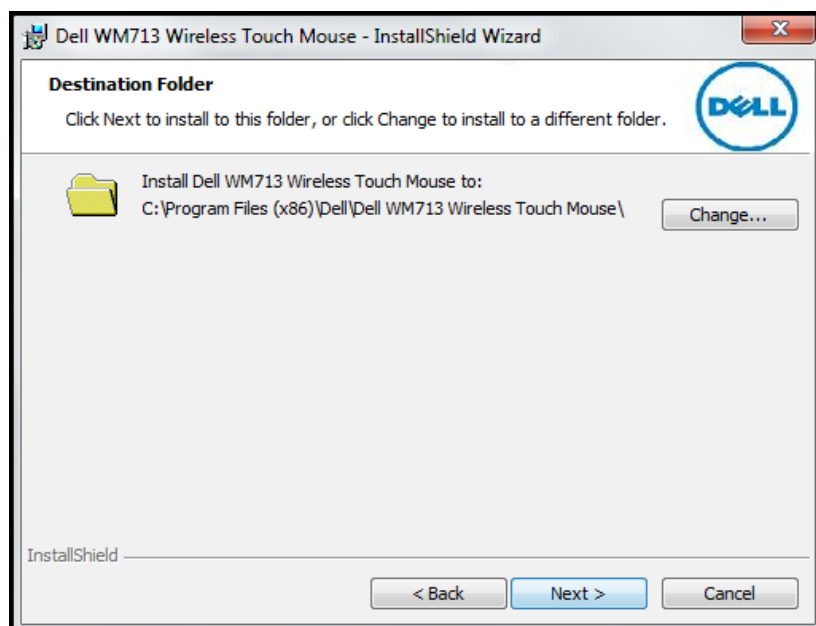 Dell WM713 Wireless Touch Mouse - InstallShield Wizard
X
Destination Folder
Click Next to install to this folder, or click Change to install to a different folder.
DELL
Install Dell WM713 Wireless Touch Mouse to:
C:\Program Files (x86)\Dell\Dell WM713 Wireless Touch Mouse\
Change...
InstallShield
< Back
Next >
Cancel